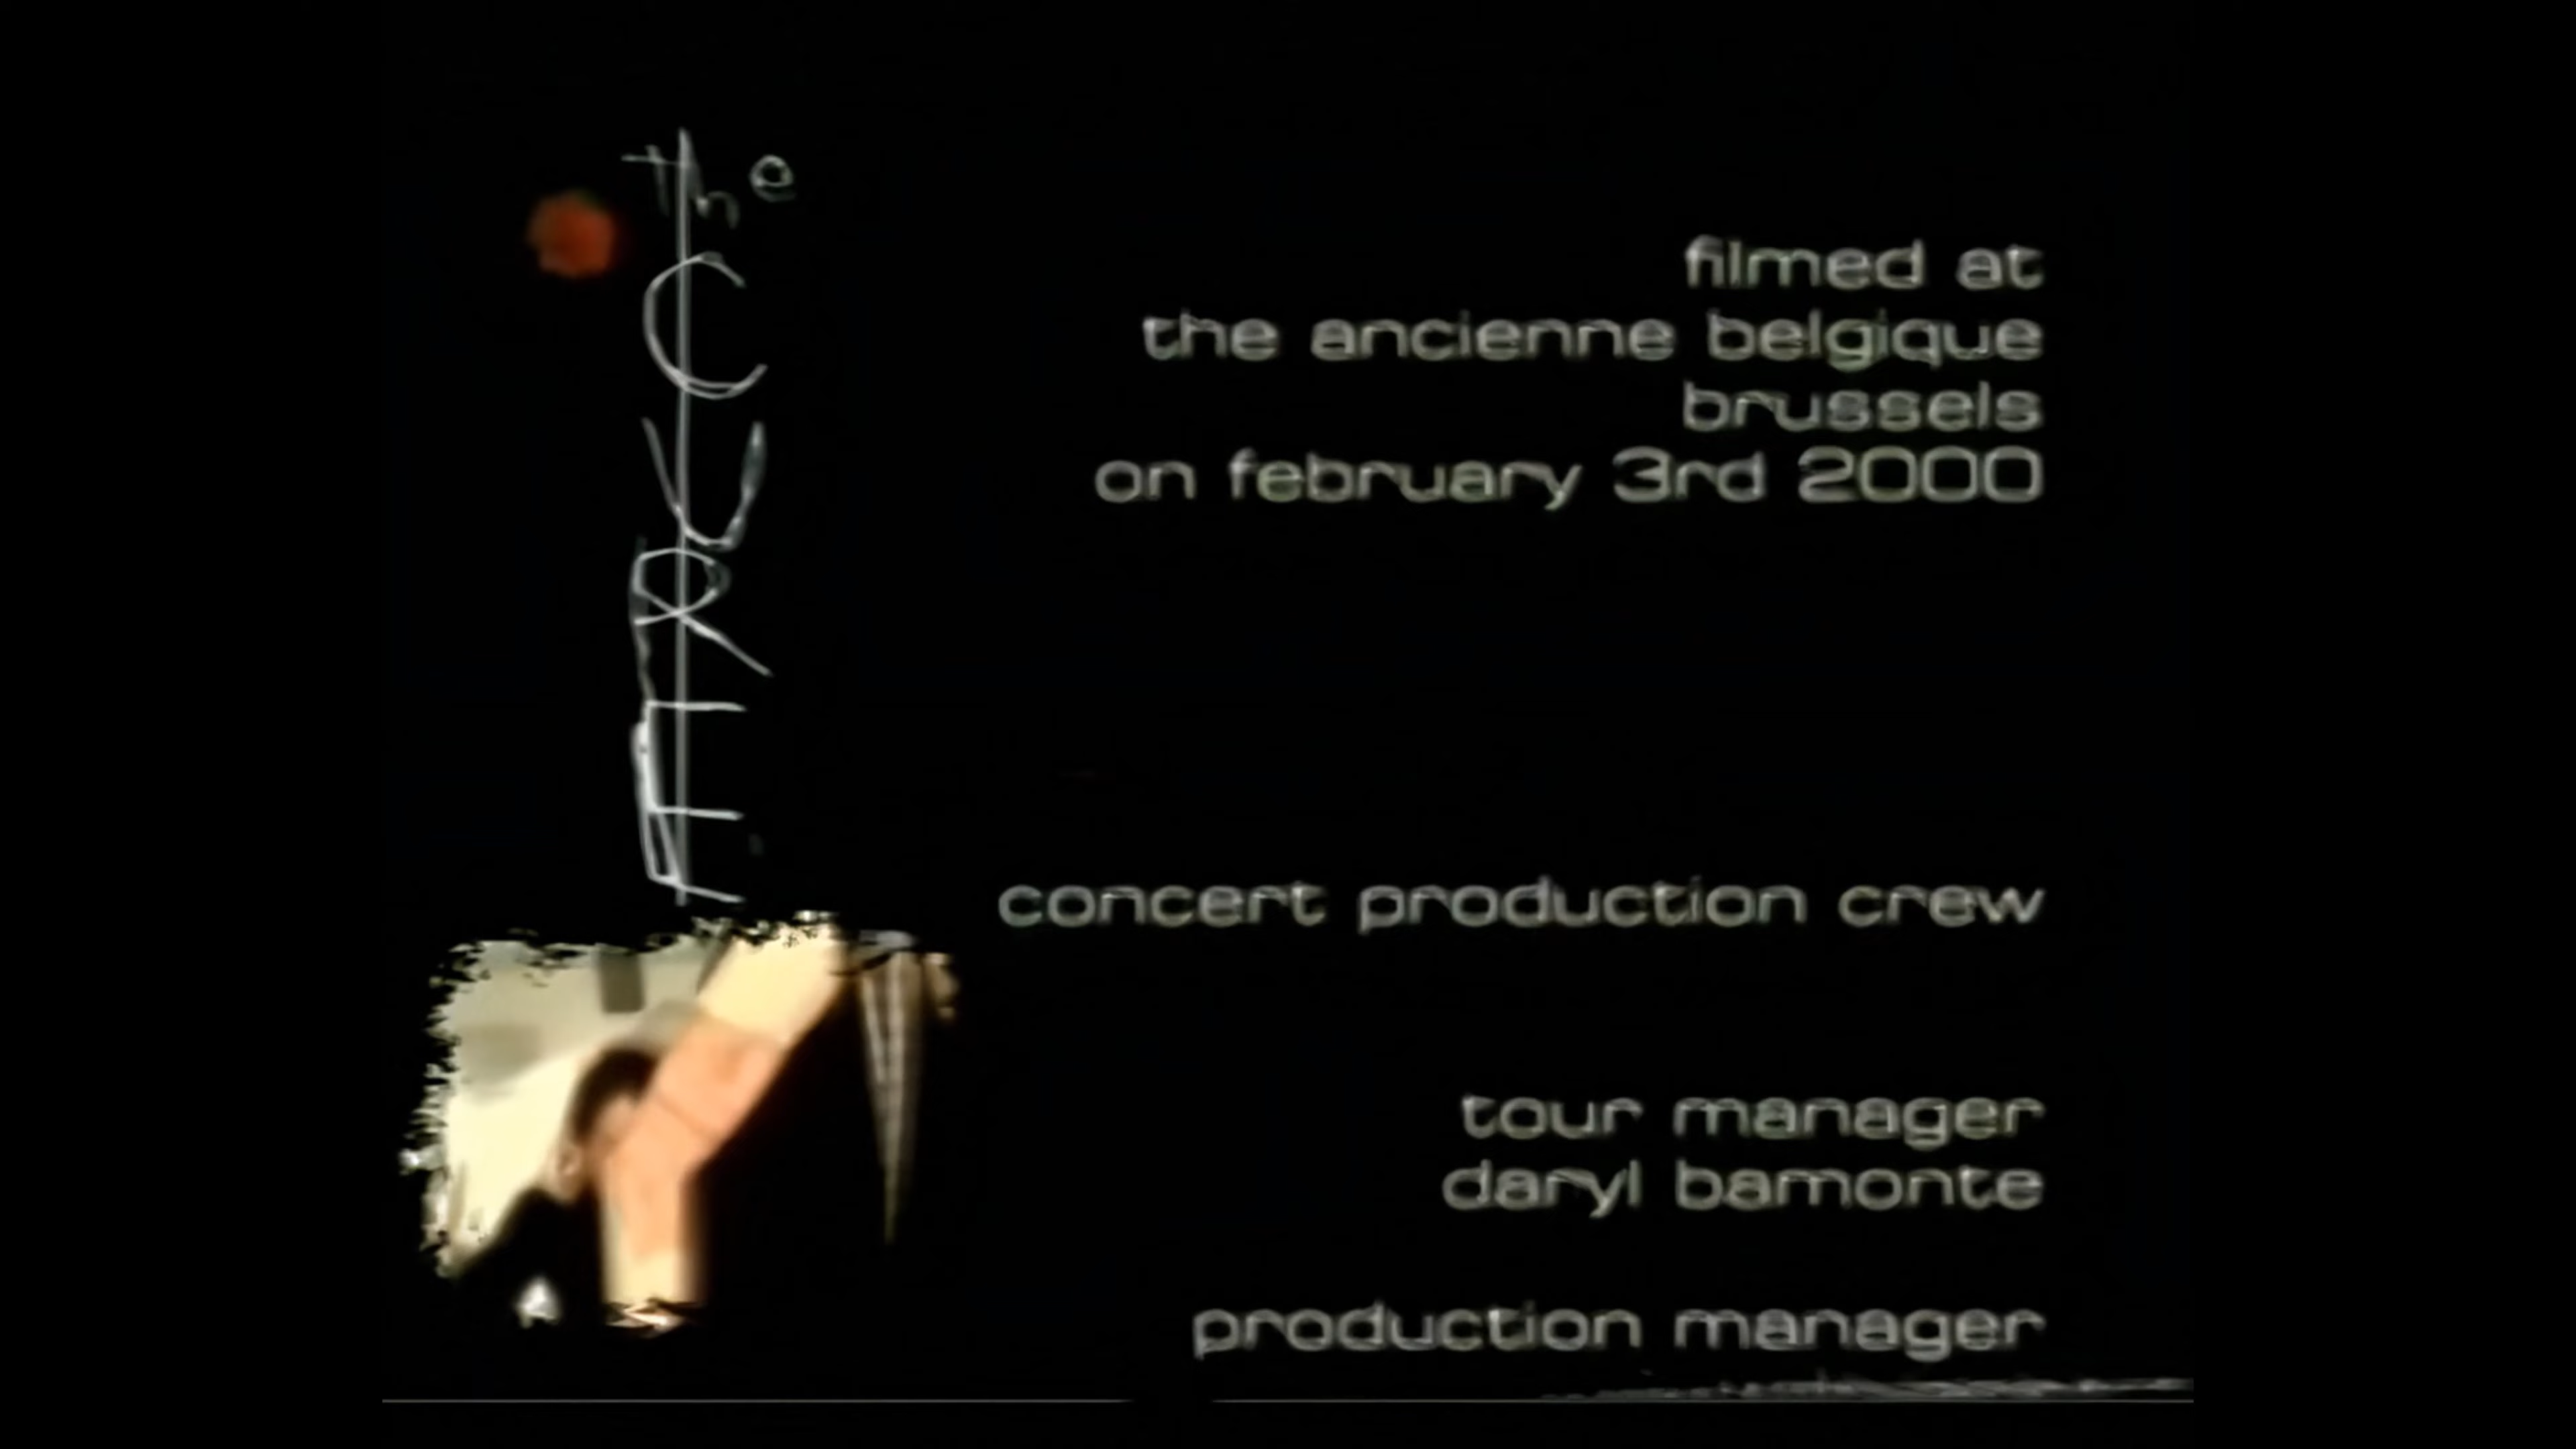 the
CURE
filmed at
the ancienne belgique
brussels
on february 3rd 2000
concert production crew
tour manager
daryl bamonte
production manager